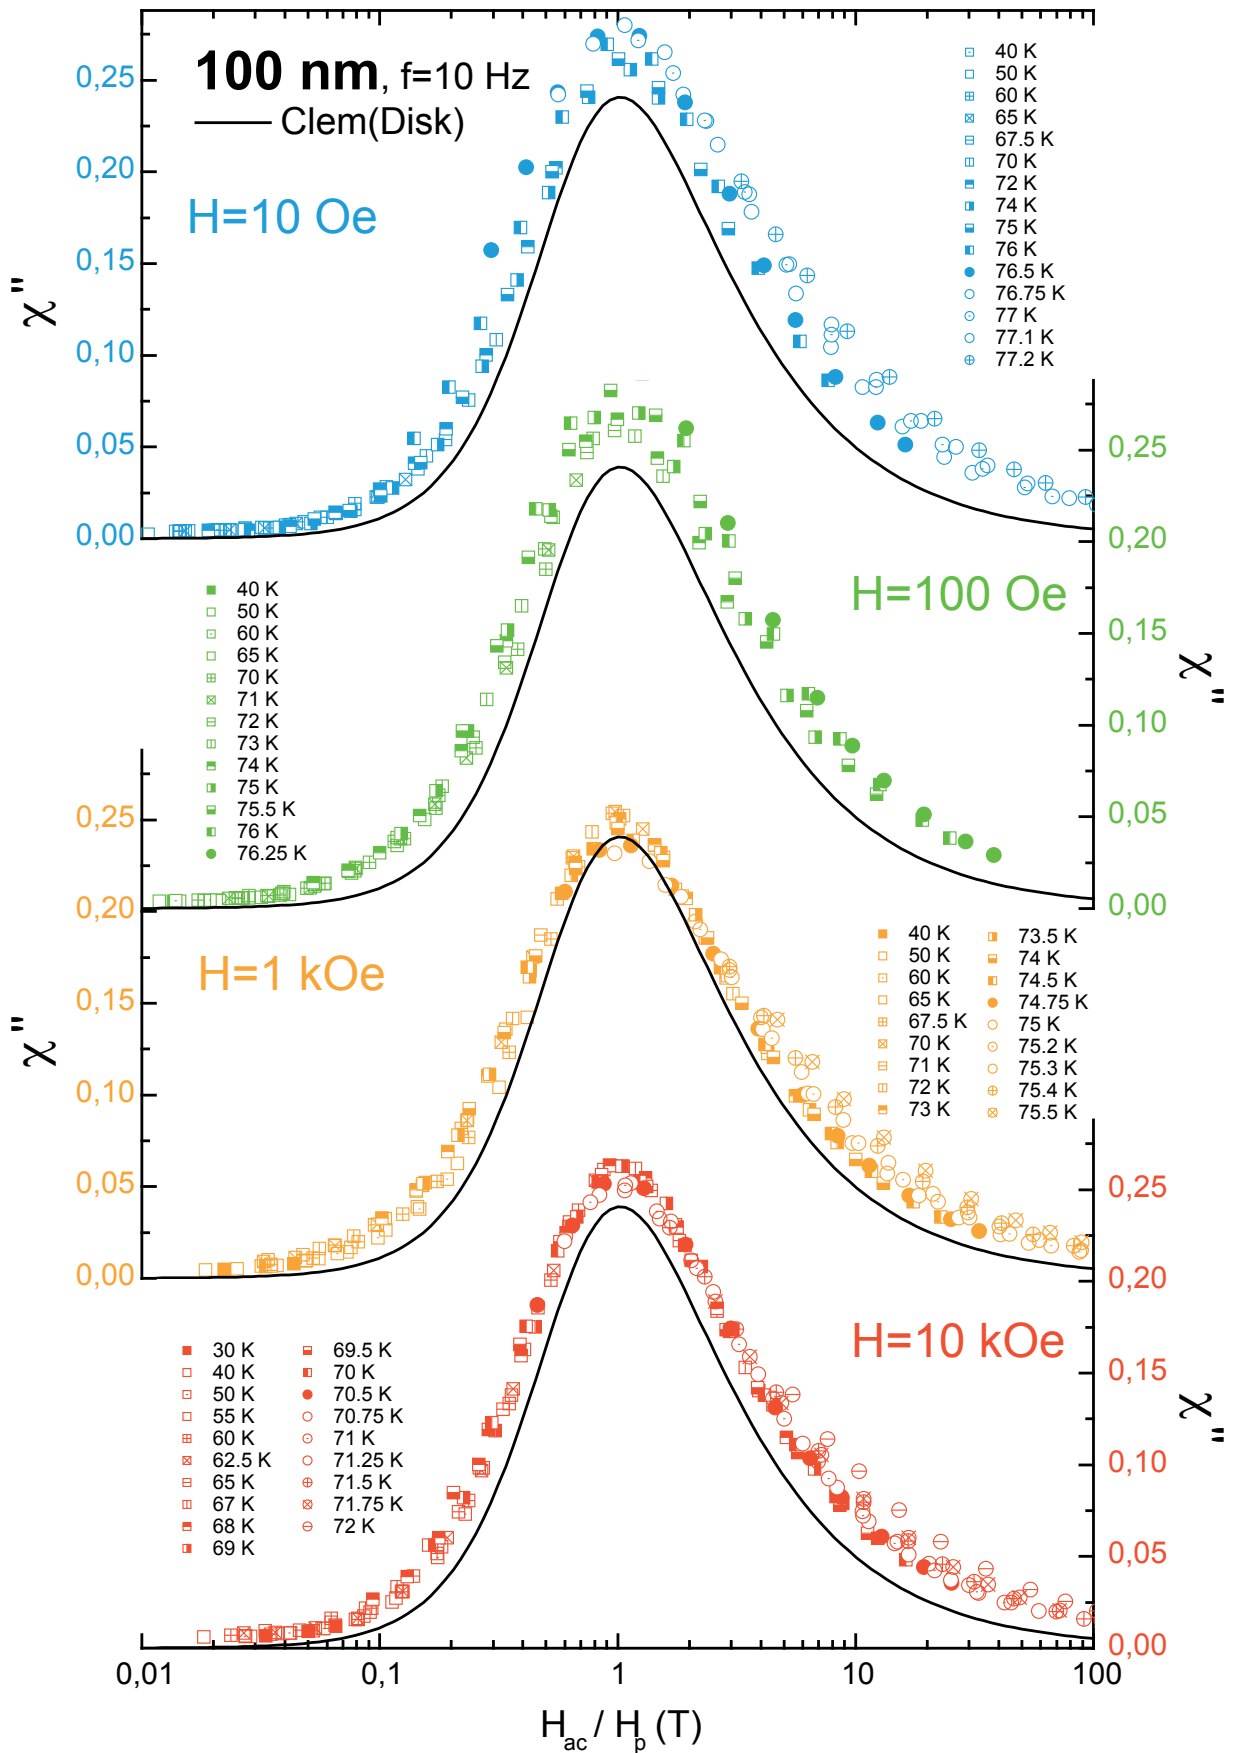 100 nm, f=10 Hz
Clem(Disk)
H=10 Oe
χ"
0,25
0,20
0,15
0,10
0,05
0,00
40 K
50 K
60 K
65 K
67.5 K
70 K
72 K
74 K
75 K
76 K
76.5 K
76.75 K
77 K
77.1 K
77.2 K
H=100 Oe
χ"
0,25
0,20
0,15
0,10
0,05
0,00
40 K
50 K
60 K
65 K
70 K
71 K
72 K
73 K
74 K
75 K
75.5 K
76 K
76.25 K
H=1 kOe
χ"
0,25
0,20
0,15
0,10
0,05
0,00
40 K
50 K
60 K
65 K
67.5 K
70 K
71 K
72 K
73 K
73.5 K
74 K
74.5 K
74.75 K
75 K
75.2 K
75.3 K
75.4 K
75.5 K
H=10 kOe
χ"
0,25
0,20
0,15
0,10
0,05
0,00
30 K
40 K
50 K
55 K
60 K
62.5 K
65 K
67 K
68 K
69 K
69.5 K
70 K
70.5 K
70.75 K
71 K
71.25 K
71.5 K
71.75 K
72 K
0,01 0,1 1 10 100
Hac / Hp (T)